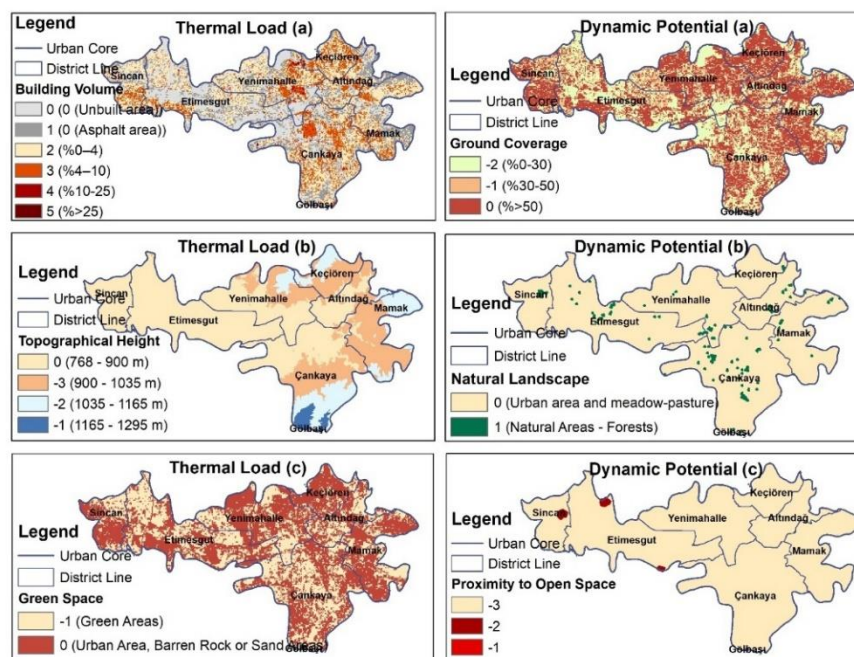 Thermal Load (a)
Legend
Urban Core
District Line
Building Volume
0 (0 (Unbuilt area))
1 (0 (Asphalt area))
2 (%0–4)
3 (%4–10)
4 (%10-25)
5 (%>25)
Sincan
Etimesgut
Yenimahalle
Keçiören
Altındağ
Mamak
Çankaya
Gölbaşı
Dynamic Potential (a)
Legend
Urban Core
District Line
Ground Coverage
-2 (%0-30)
-1 (%30-50)
0 (%>50)
Sincan
Etimesgut
Yenimahalle
Keçiören
Altındağ
Mamak
Çankaya
Gölbaşı
Thermal Load (b)
Legend
Urban Core
District Line
Topographical Height
0 (768 - 900 m)
-3 (900 - 1035 m)
-2 (1035 - 1165 m)
-1 (1165 - 1295 m)
Sincan
Etimesgut
Yenimahalle
Keçiören
Altındağ
Mamak
Çankaya
Gölbaşı
Dynamic Potential (b)
Legend
Urban Core
District Line
Natural Landscape
0 (Urban area and meadow-pasture)
1 (Natural Areas - Forests)
Sincan
Etimesgut
Yenimahalle
Keçiören
Altındağ
Mamak
Çankaya
Gölbaşı
Thermal Load (c)
Legend
Urban Core
District Line
Green Space
-1 (Green Areas)
0 (Urban Area, Barren Rock or Sand Areas)
Sincan
Etimesgut
Yenimahalle
Keçiören
Altındağ
Mamak
Çankaya
Gölbaşı
Dynamic Potential (c)
Legend
Urban Core
District Line
Proximity to Open Space
-3
-2
-1
Sincan
Etimesgut
Yenimahalle
Keçiören
Altındağ
Mamak
Çankaya
Gölbaşı